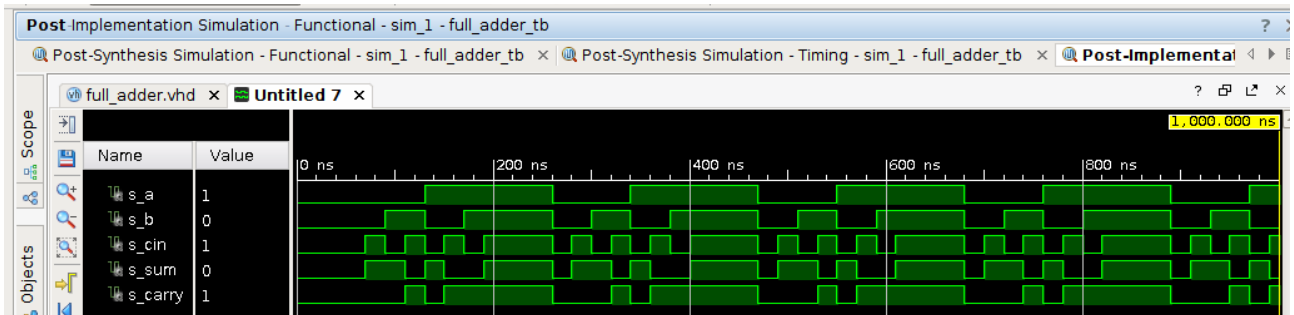 Post-Implementation Simulation - Functional - sim_1 - full_adder_tb ?
Post-Synthesis Simulation - Functional - sim_1 - full_adder_tb × Post-Synthesis Simulation - Timing - sim_1 - full_adder_tb × Post-Implementat
full_adder.vhd × Untitled 7 × ?
Scope
Objects
1,000.000 ns
Name Value
0 ns 200 ns 400 ns 600 ns 800 ns
s_a 1
s_b 0
s_cin 1
s_sum 0
s_carry 1